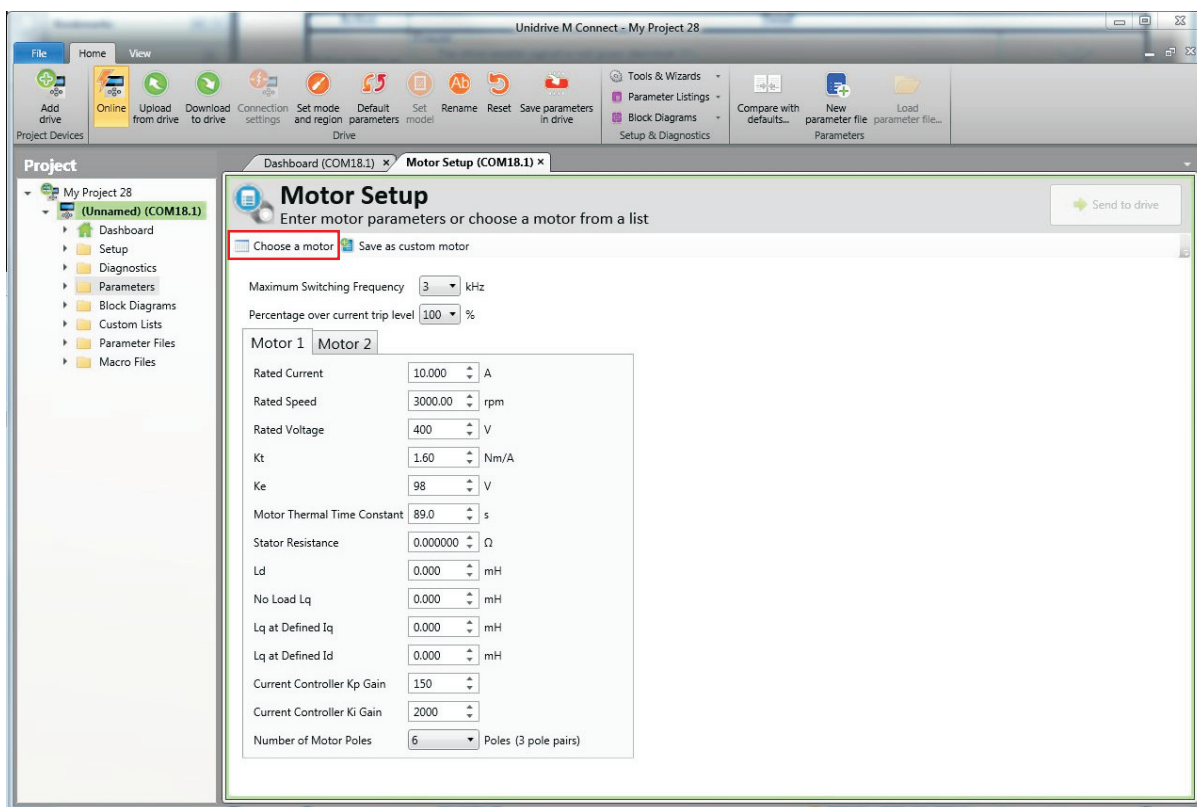 Unidrive M Connect - My Project 28
File Home View
Add drive
Online
Upload from drive
Download to drive
Connection settings
Set mode and region
Default parameters
Set model
Rename
Reset
Save parameters in drive
Tools & Wizards
Parameter Listings
Block Diagrams
Compare with defaults...
New parameter file
Load parameter file...
Project Devices
Drive
Setup & Diagnostics
Parameters
Project
My Project 28
(Unnamed) (COM18.1)
Dashboard
Setup
Diagnostics
Parameters
Block Diagrams
Custom Lists
Parameter Files
Macro Files
Dashboard (COM18.1) × Motor Setup (COM18.1) ×
Motor Setup
Enter motor parameters or choose a motor from a list
Send to drive
Choose a motor Save as custom motor
Maximum Switching Frequency 3 kHz
Percentage over current trip level 100 %
Motor 1 Motor 2
Rated Current 10.000 A
Rated Speed 3000.00 rpm
Rated Voltage 400 V
Kt 1.60 Nm/A
Ke 98 V
Motor Thermal Time Constant 89.0 s
Stator Resistance 0.000000 Ω
Ld 0.000 mH
No Load Lq 0.000 mH
Lq at Defined Iq 0.000 mH
Lq at Defined Id 0.000 mH
Current Controller Kp Gain 150
Current Controller Ki Gain 2000
Number of Motor Poles 6 Poles (3 pole pairs)